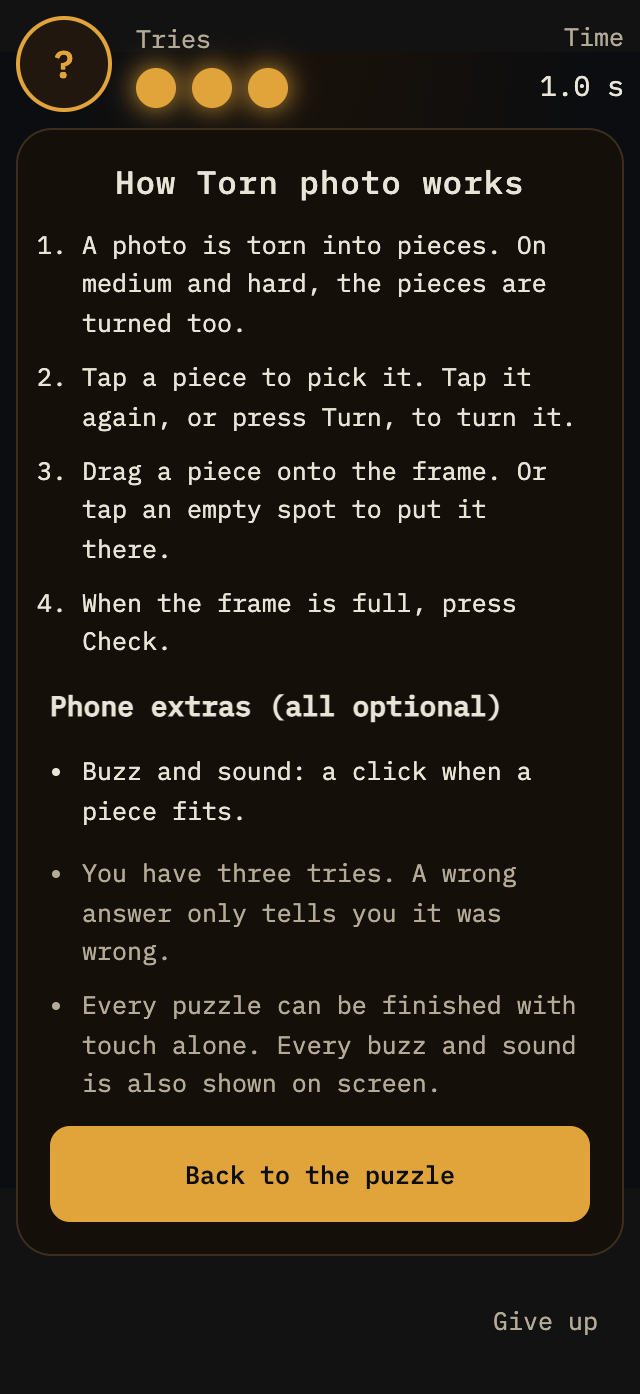 ?
Tries
Time
1.0 s
How Torn photo works
1. A photo is torn into pieces. On
medium and hard, the pieces are
turned too.
2. Tap a piece to pick it. Tap it
again, or press Turn, to turn it.
3. Drag a piece onto the frame. Or
tap an empty spot to put it
there.
4. When the frame is full, press
Check.
Phone extras (all optional)
• Buzz and sound: a click when a
piece fits.
• You have three tries. A wrong
answer only tells you it was
wrong.
• Every puzzle can be finished with
touch alone. Every buzz and sound
is also shown on screen.
Back to the puzzle
Give up